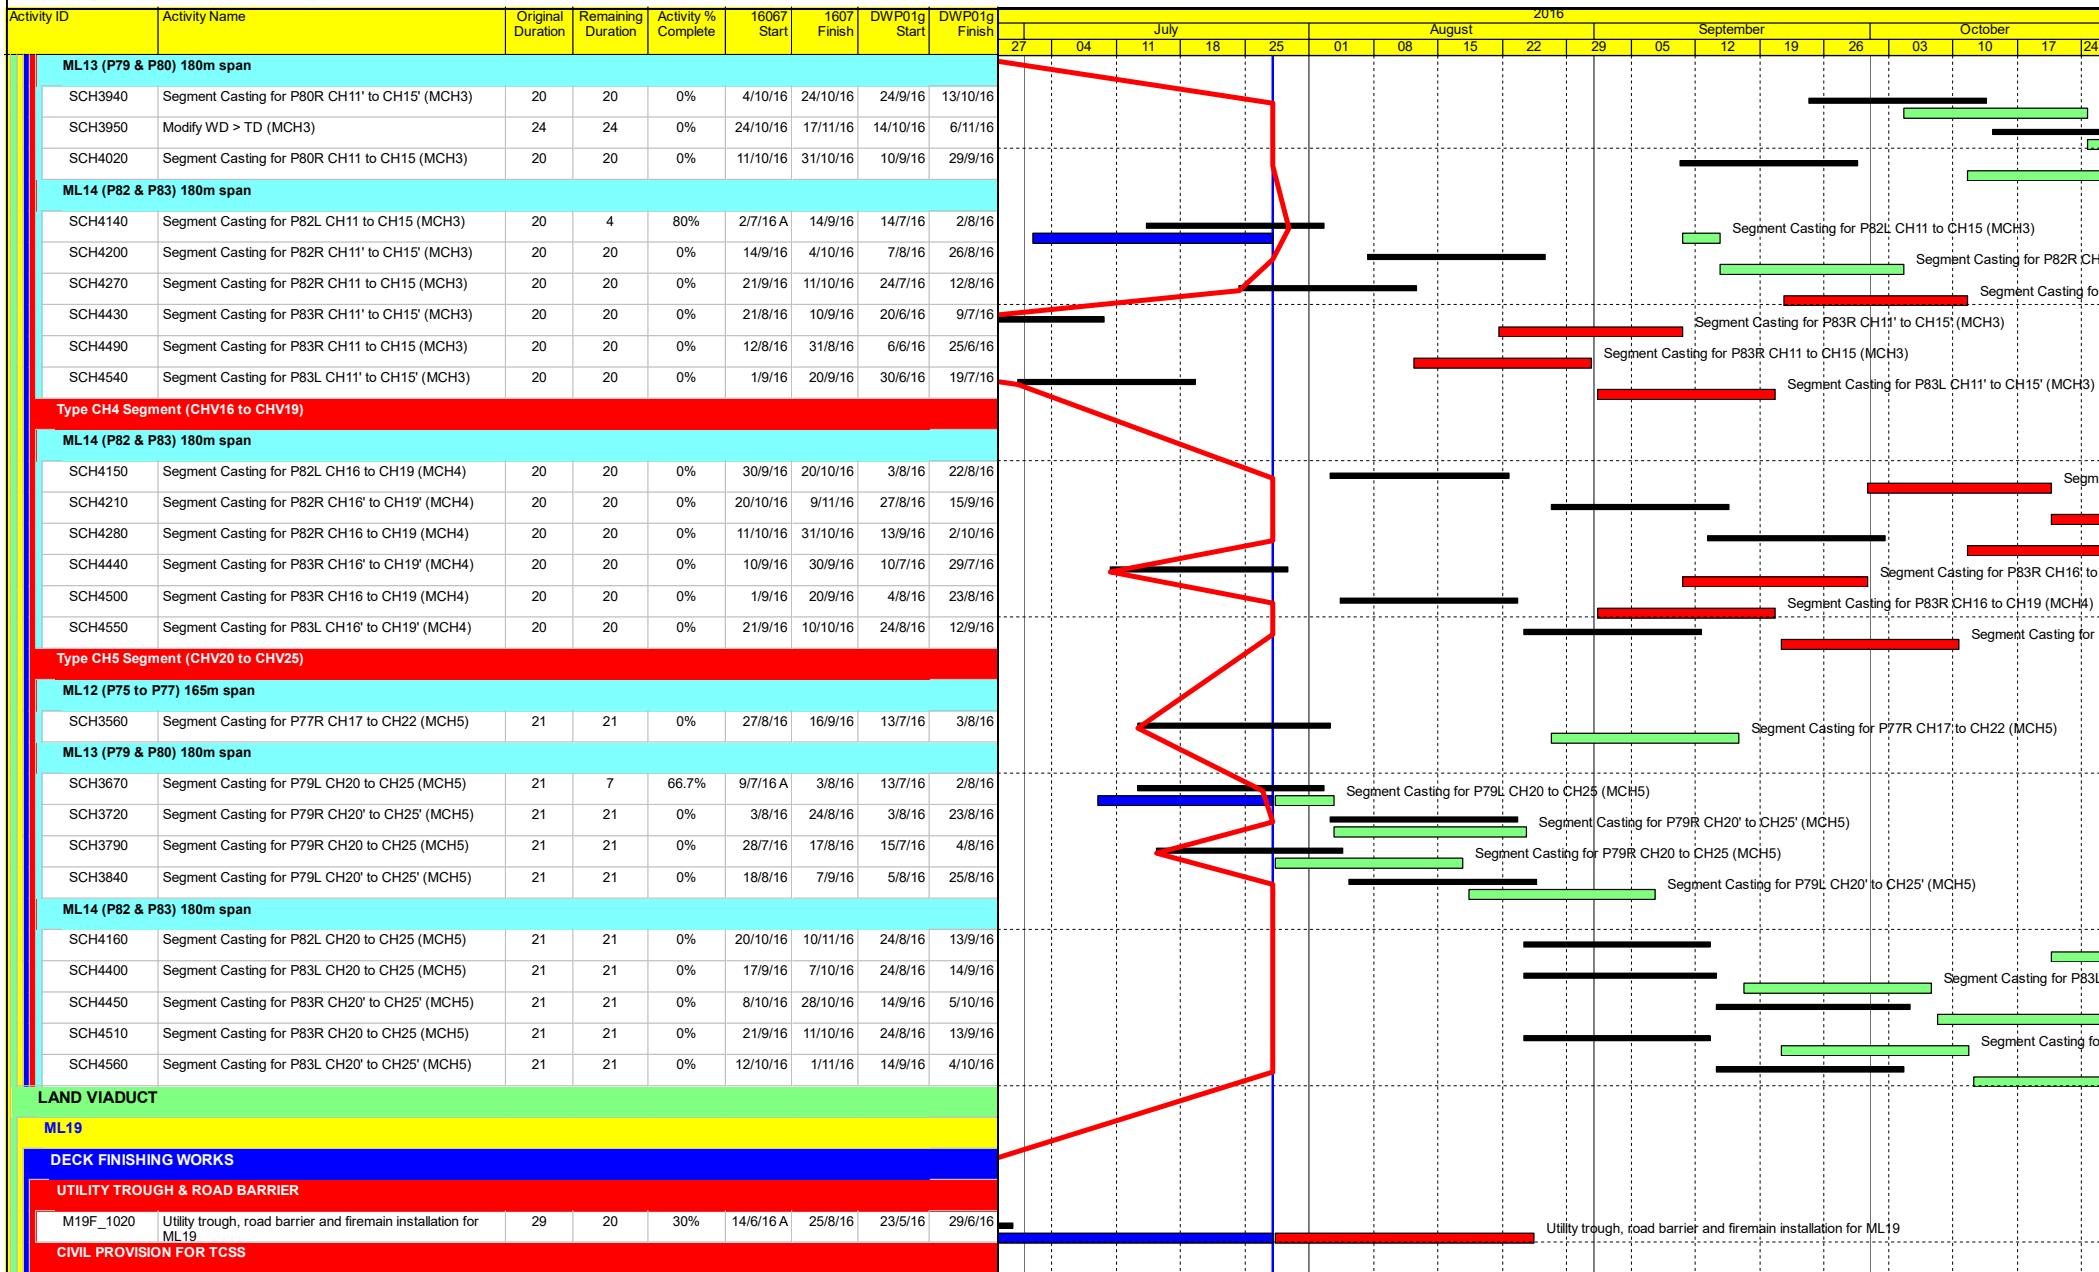 Activity ID Activity Name Original Duration Remaining Duration Activity % Complete 16067 Start 1607 Finish DWP01g Start DWP01g Finish
2016
July August September October
27 04 11 18 25 01 08 15 22 29 05 12 19 26 03 10 17 24
ML13 (P79 & P80) 180m span
SCH3940 Segment Casting for P80R CH11' to CH15' (MCH3) 20 20 0% 4/10/16 24/10/16 24/9/16 13/10/16
SCH3950 Modify WD > TD (MCH3) 24 24 0% 24/10/16 17/11/16 14/10/16 6/11/16
SCH4020 Segment Casting for P80R CH11 to CH15 (MCH3) 20 20 0% 11/10/16 31/10/16 10/9/16 29/9/16
ML14 (P82 & P83) 180m span
SCH4140 Segment Casting for P82L CH11 to CH15 (MCH3) 20 4 80% 2/7/16 A 14/9/16 14/7/16 2/8/16 Segment Casting for P82L CH11 to CH15 (MCH3)
SCH4200 Segment Casting for P82R CH11' to CH15' (MCH3) 20 20 0% 14/9/16 4/10/16 7/8/16 26/8/16 Segment Casting for P82R CH
SCH4270 Segment Casting for P82R CH11 to CH15 (MCH3) 20 20 0% 21/9/16 11/10/16 24/7/16 12/8/16 Segment Casting fo
SCH4430 Segment Casting for P83R CH11' to CH15' (MCH3) 20 20 0% 21/8/16 10/9/16 20/6/16 9/7/16 Segment Casting for P83R CH11' to CH15' (MCH3)
SCH4490 Segment Casting for P83R CH11 to CH15 (MCH3) 20 20 0% 12/8/16 31/8/16 6/6/16 25/6/16 Segment Casting for P83R CH11 to CH15 (MCH3)
SCH4540 Segment Casting for P83L CH11' to CH15' (MCH3) 20 20 0% 1/9/16 20/9/16 30/6/16 19/7/16 Segment Casting for P83L CH11' to CH15' (MCH3)
Type CH4 Segment (CHV16 to CHV19)
ML14 (P82 & P83) 180m span
SCH4150 Segment Casting for P82L CH16 to CH19 (MCH4) 20 20 0% 30/9/16 20/10/16 3/8/16 22/8/16 Segm
SCH4210 Segment Casting for P82R CH16' to CH19' (MCH4) 20 20 0% 20/10/16 9/11/16 27/8/16 15/9/16
SCH4280 Segment Casting for P82R CH16 to CH19 (MCH4) 20 20 0% 11/10/16 31/10/16 13/9/16 2/10/16
SCH4440 Segment Casting for P83R CH16' to CH19' (MCH4) 20 20 0% 10/9/16 30/9/16 10/7/16 29/7/16 Segment Casting for P83R CH16' to
SCH4500 Segment Casting for P83R CH16 to CH19 (MCH4) 20 20 0% 1/9/16 20/9/16 4/8/16 23/8/16 Segment Casting for P83R CH16 to CH19 (MCH4)
SCH4550 Segment Casting for P83L CH16' to CH19' (MCH4) 20 20 0% 21/9/16 10/10/16 24/8/16 12/9/16 Segment Casting for
Type CH5 Segment (CHV20 to CHV25)
ML12 (P75 to P77) 165m span
SCH3560 Segment Casting for P77R CH17 to CH22 (MCH5) 21 21 0% 27/8/16 16/9/16 13/7/16 3/8/16 Segment Casting for P77R CH17 to CH22 (MCH5)
ML13 (P79 & P80) 180m span
SCH3670 Segment Casting for P79L CH20 to CH25 (MCH5) 21 7 66.7% 9/7/16 A 3/8/16 13/7/16 2/8/16 Segment Casting for P79L CH20 to CH25 (MCH5)
SCH3720 Segment Casting for P79R CH20' to CH25' (MCH5) 21 21 0% 3/8/16 24/8/16 3/8/16 23/8/16 Segment Casting for P79R CH20' to CH25' (MCH5)
SCH3790 Segment Casting for P79R CH20 to CH25 (MCH5) 21 21 0% 28/7/16 17/8/16 15/7/16 4/8/16 Segment Casting for P79R CH20 to CH25 (MCH5)
SCH3840 Segment Casting for P79L CH20' to CH25' (MCH5) 21 21 0% 18/8/16 7/9/16 5/8/16 25/8/16 Segment Casting for P79L CH20' to CH25' (MCH5)
ML14 (P82 & P83) 180m span
SCH4160 Segment Casting for P82L CH20 to CH25 (MCH5) 21 21 0% 20/10/16 10/11/16 24/8/16 13/9/16
SCH4400 Segment Casting for P83L CH20 to CH25 (MCH5) 21 21 0% 17/9/16 7/10/16 24/8/16 14/9/16 Segment Casting for P83L
SCH4450 Segment Casting for P83R CH20' to CH25' (MCH5) 21 21 0% 8/10/16 28/10/16 14/9/16 5/10/16
SCH4510 Segment Casting for P83R CH20 to CH25 (MCH5) 21 21 0% 21/9/16 11/10/16 24/8/16 13/9/16 Segment Casting fo
SCH4560 Segment Casting for P83L CH20' to CH25' (MCH5) 21 21 0% 12/10/16 1/11/16 14/9/16 4/10/16
LAND VIADUCT
ML19
DECK FINISHING WORKS
UTILITY TROUGH & ROAD BARRIER
M19F_1020 Utility trough, road barrier and firemain installation for ML19 29 20 30% 14/6/16 A 25/8/16 23/5/16 29/6/16 Utility trough, road barrier and firemain installation for ML19
CIVIL PROVISION FOR TCSS